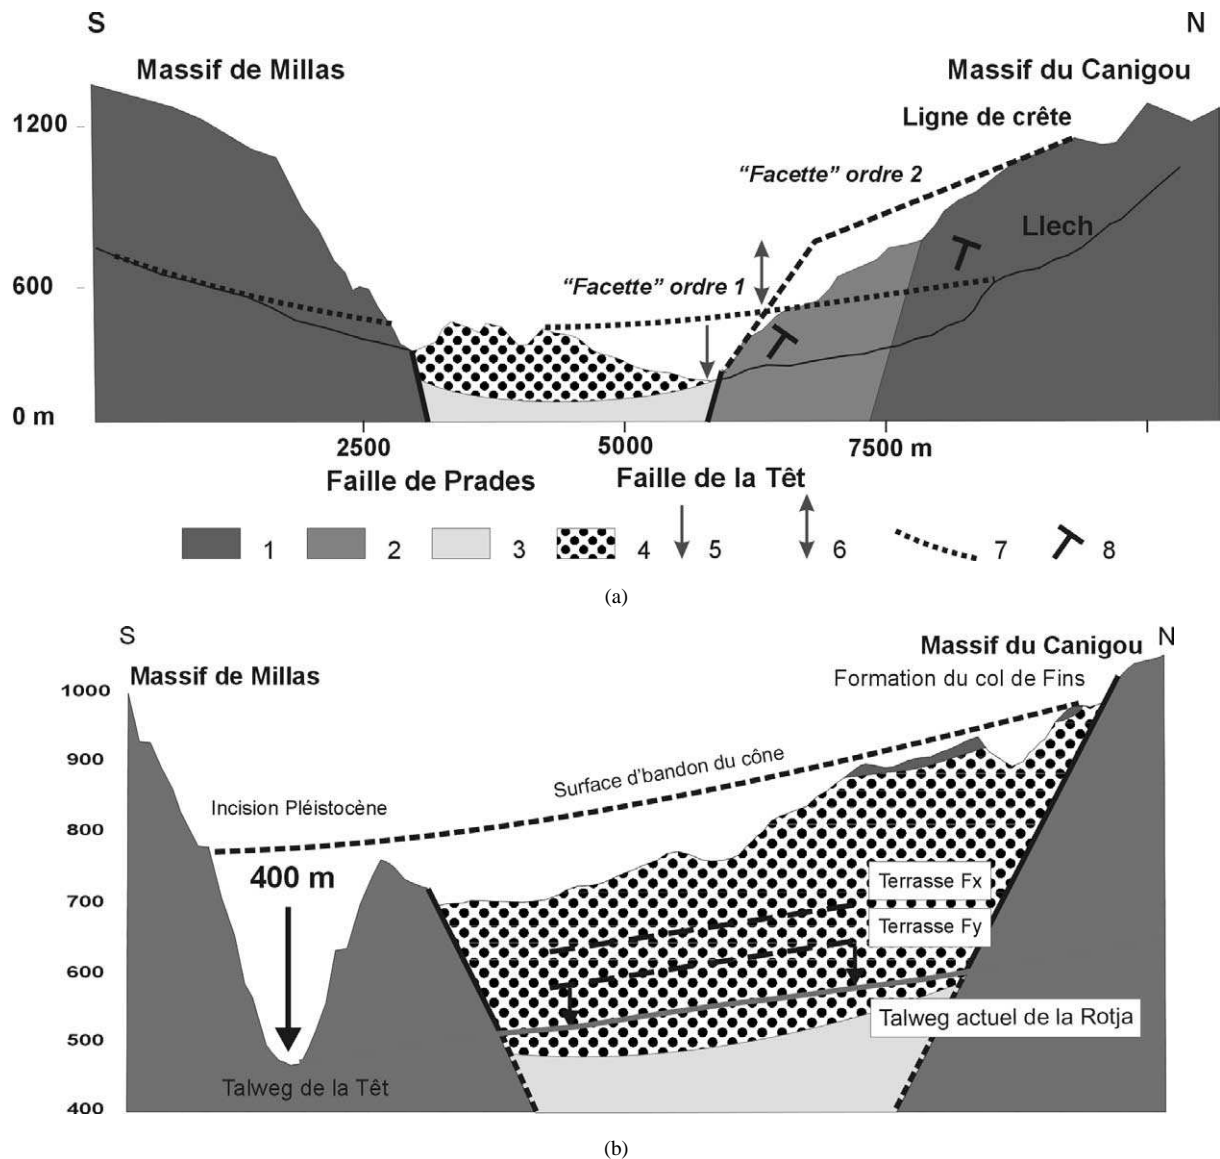 S N
Massif de Millas Massif du Canigou
1200 Ligne de crête
"Facette" ordre 2
Llech
600 "Facette" ordre 1
0 m
2500 5000 7500 m
Faille de Prades Faille de la Têt
1 2 3 4 5 6 7 8
(a)
S N
Massif de Millas Massif du Canigou
1000 Formation du col de Fins
900
Surface d'bandon du cône
Incision Pléistocène
800
400 m
Terrasse Fx
700
Terrasse Fy
600
Talweg actuel de la Rotja
500
Talweg de la Têt
400
(b)